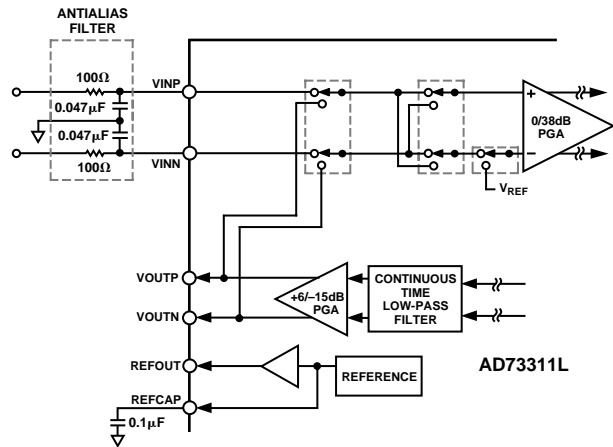 ANTIALIAS
FILTER
100Ω
VINP
0.047µF
0.047µF
VINN
100Ω
0/38dB
PGA
+
−
VREF
VOUTP
VOUTN
+6/–15dB
PGA
CONTINUOUS
TIME
LOW-PASS
FILTER
REFOUT
REFERENCE
AD73311L
REFCAP
0.1µF